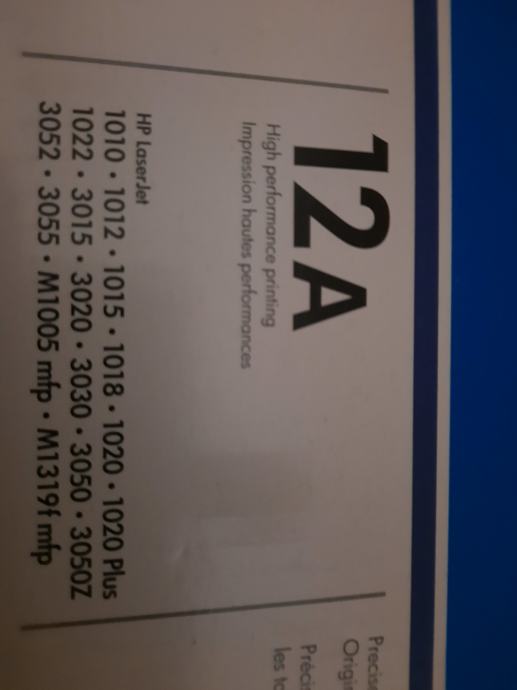 12A
High performance printing
Impression hautes performances
HP LaserJet
1010 • 1012 • 1015 • 1018 • 1020 • 1020 Plus
1022 • 3015 • 3020 • 3030 • 3050 • 3050Z
3052 • 3055 • M1005 mfp • M1319f mfp
les